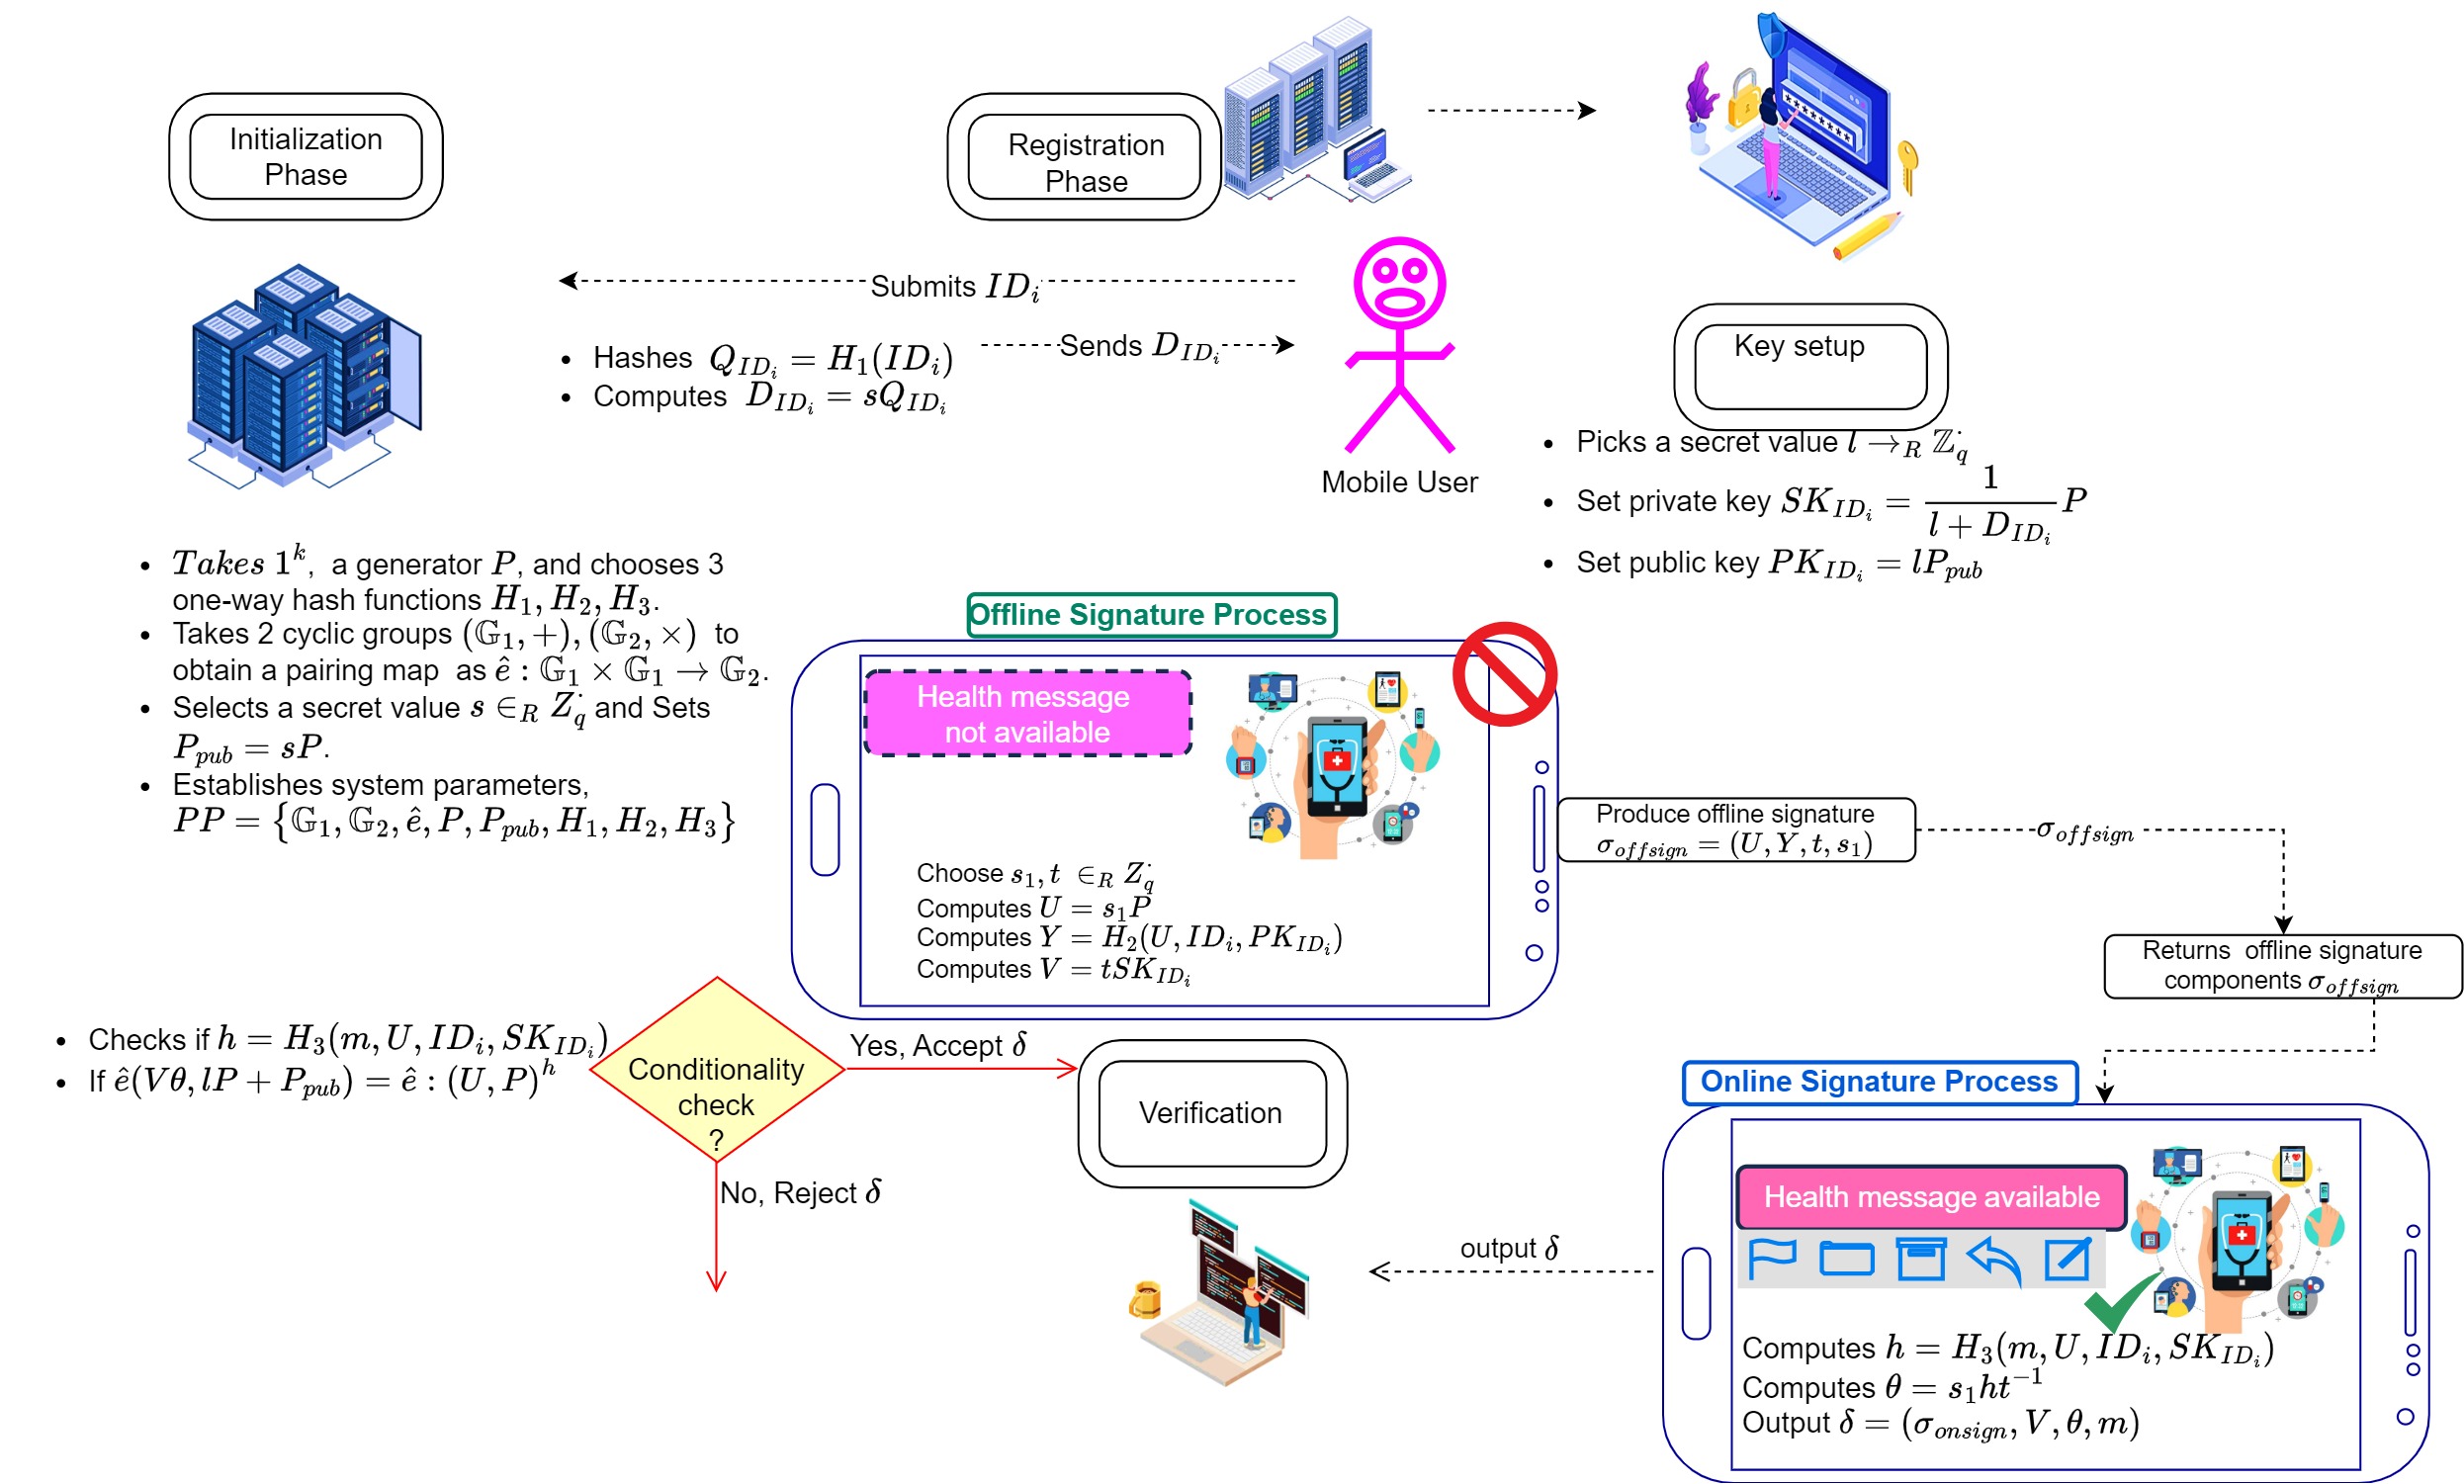 Initialization
Phase
Registration
Phase
Submits $ID_i$
• Hashes $Q_{ID_i} = H_1(ID_i)$
• Computes $D_{ID_i} = sQ_{ID_i}$
Sends $D_{ID_i}$
Mobile User
Key setup
• Picks a secret value $l \rightarrow_R \mathbb{Z}_q^{\cdot}$
• Set private key $SK_{ID_i} = \frac{1}{l + D_{ID_i}} P$
• Set public key $PK_{ID_i} = lP_{pub}$
• $Takes\ 1^k$, a generator $P$, and chooses 3
one-way hash functions $H_1, H_2, H_3$.
• Takes 2 cyclic groups $(\mathbb{G}_1, +), (\mathbb{G}_2, \times)$ to
obtain a pairing map as $\hat{e} : \mathbb{G}_1 \times \mathbb{G}_1 \rightarrow \mathbb{G}_2$.
• Selects a secret value $s \in_R Z_q^{\cdot}$ and Sets
$P_{pub} = sP$.
• Establishes system parameters,
$PP = \{\mathbb{G}_1, \mathbb{G}_2, \hat{e}, P, P_{pub}, H_1, H_2, H_3\}$
Offline Signature Process
Health message
not available
Choose $s_1, t \in_R Z_q^{\cdot}$
Computes $U = s_1P$
Computes $Y = H_2(U, ID_i, PK_{ID_i})$
Computes $V = tSK_{ID_i}$
Produce offline signature
$\sigma_{offsign} = (U, Y, t, s_1)$
$\sigma_{offsign}$
Returns offline signature
components $\sigma_{offsign}$
Online Signature Process
Health message available
Computes $h = H_3(m, U, ID_i, SK_{ID_i})$
Computes $\theta = s_1ht^{-1}$
Output $\delta = (\sigma_{onsign}, V, \theta, m)$
output $\delta$
Verification
• Checks if $h = H_3(m, U, ID_i, SK_{ID_i})$
• If $\hat{e}(V\theta, lP + P_{pub}) = \hat{e} : (U, P)^h$
Conditionality
check
?
Yes, Accept $\delta$
No, Reject $\delta$